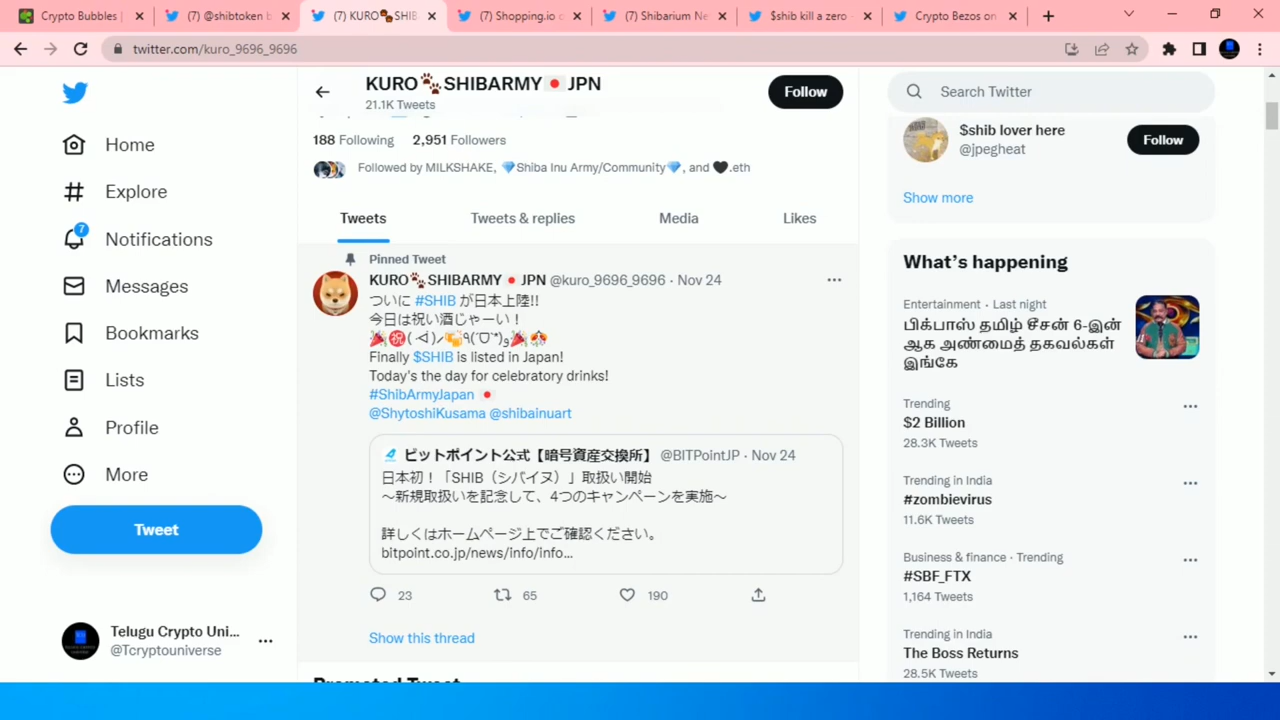 Crypto Bubbles |
(7) @shibtoken b
(7) KURO🐾SHIB
(7) Shopping.io c
(7) Shibarium Ne
$shib kill a zero
Crypto Bezos on
twitter.com/kuro_9696_9696
KURO🐾SHIBARMY🇯🇵JPN
21.1K Tweets
Follow
188 Following 2,951 Followers
Followed by MILKSHAKE, 💎Shiba Inu Army/Community💎, and 🖤.eth
Tweets
Tweets & replies
Media
Likes
Home
Explore
7
Notifications
Messages
Bookmarks
Lists
Profile
More
Tweet
Telugu Crypto Uni...
@Tcryptouniverse
Pinned Tweet
KURO🐾SHIBARMY🇯🇵JPN @kuro_9696_9696 · Nov 24
ついに #SHIB が日本上陸!!
今日は祝い酒じゃーい！
Finally $SHIB is listed in Japan!
Today's the day for celebratory drinks!
#ShibArmyJapan 🇯🇵
@ShytoshiKusama @shibainuart
ビットポイント公式【暗号資産交換所】 @BITPointJP · Nov 24
日本初！「SHIB（シバイヌ）」取扱い開始
～新規取扱いを記念して、4つのキャンペーンを実施～
詳しくはホームページ上でご確認ください。
bitpoint.co.jp/news/info/info...
23
65
190
Show this thread
Promoted Tweet
Search Twitter
$shib lover here
@jpegheat
Follow
Show more
What's happening
Entertainment · Last night
பிக்பாஸ் தமிழ் சீசன் 6-இன்
ஆக அண்மைத் தகவல்கள்
இங்கே
Trending
$2 Billion
28.3K Tweets
Trending in India
#zombievirus
11.6K Tweets
Business & finance · Trending
#SBF_FTX
1,164 Tweets
Trending in India
The Boss Returns
28.5K Tweets